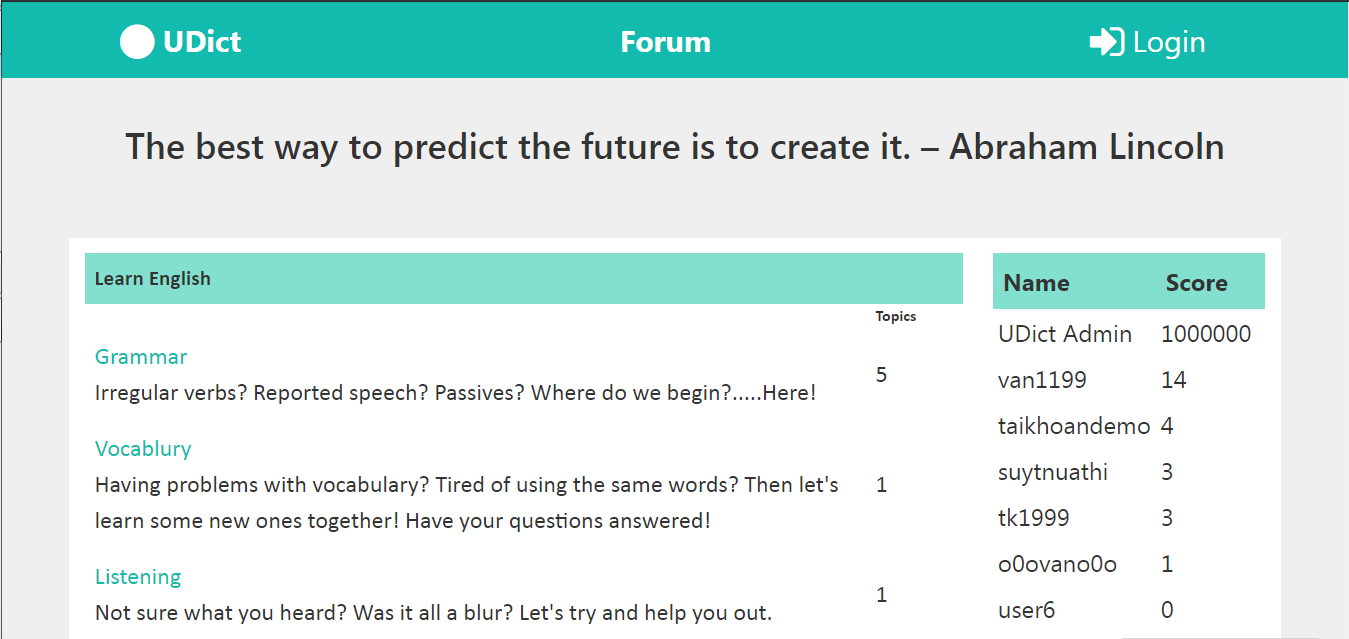 UDict
Forum
Login
The best way to predict the future is to create it. – Abraham Lincoln
Learn English
Topics
Grammar
Irregular verbs? Reported speech? Passives? Where do we begin?.....Here!
5
Vocablury
Having problems with vocabulary? Tired of using the same words? Then let's
learn some new ones together! Have your questions answered!
1
Listening
Not sure what you heard? Was it all a blur? Let's try and help you out.
1
Name Score
UDict Admin 1000000
van1199 14
taikhoandemo 4
suytnuathi 3
tk1999 3
o0ovano0o 1
user6 0